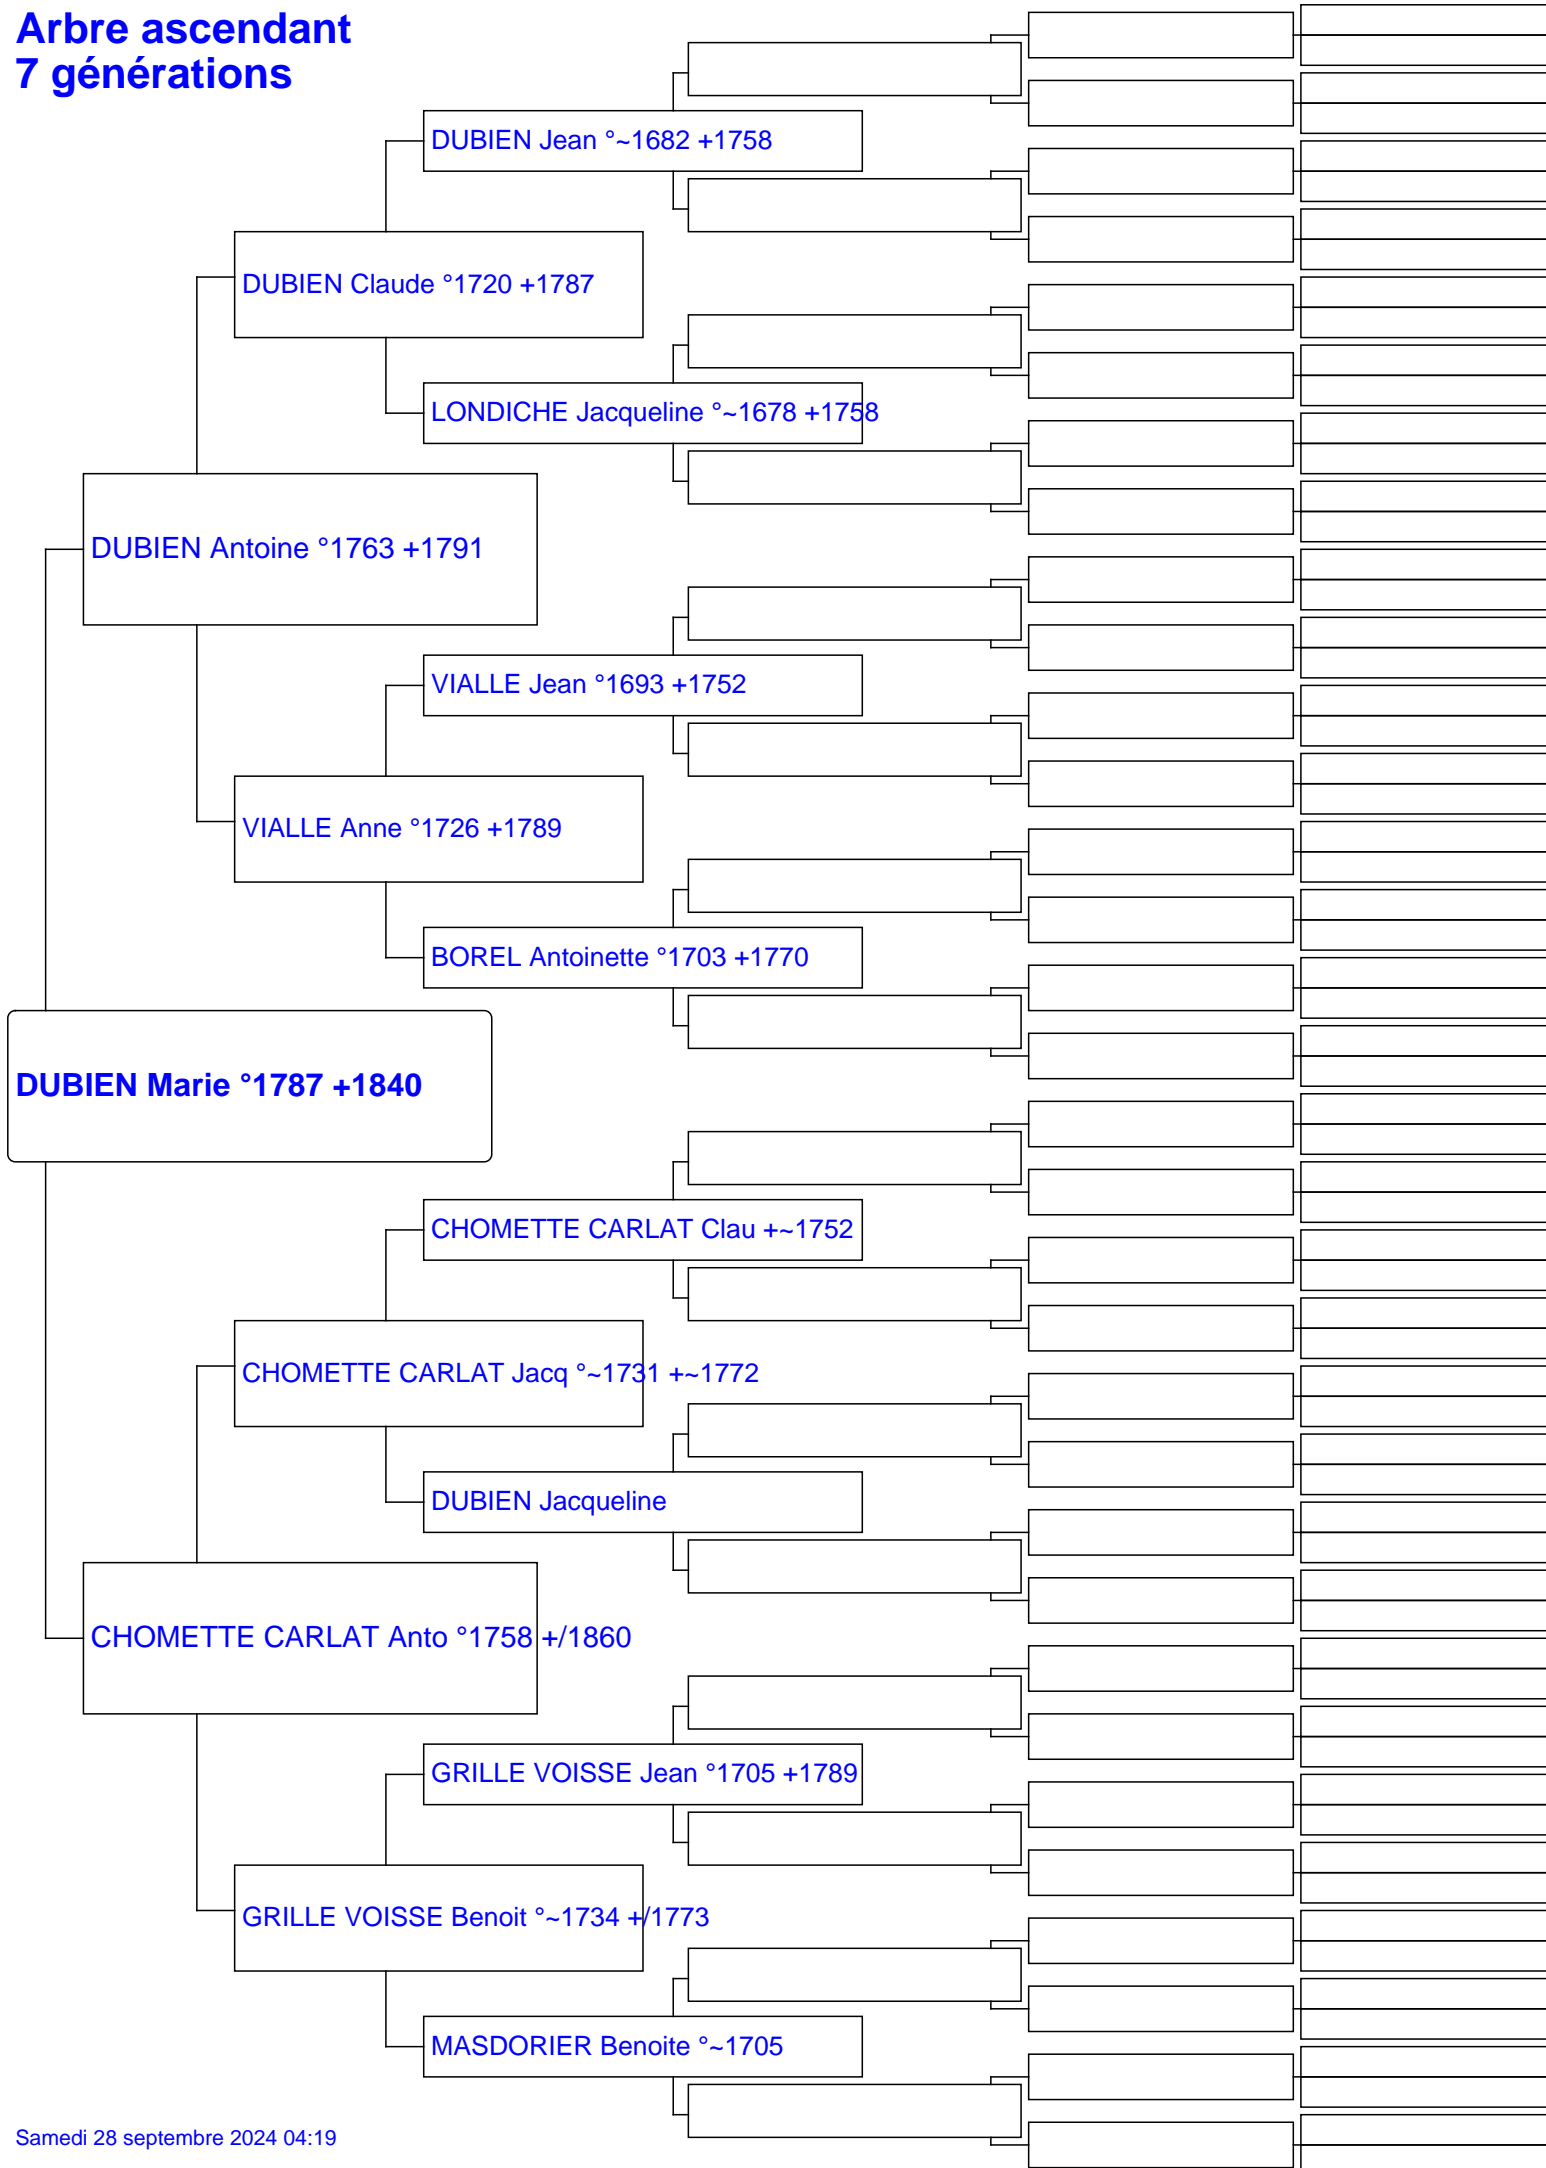 Arbre ascendant
7 générations
DUBIEN Jean °~1682 +1758
DUBIEN Claude °1720 +1787
LONDICHE Jacqueline °~1678 +1758
DUBIEN Antoine °1763 +1791
VIALLE Jean °1693 +1752
VIALLE Anne °1726 +1789
BOREL Antoinette °1703 +1770
DUBIEN Marie °1787 +1840
CHOMETTE CARLAT Clau +~1752
CHOMETTE CARLAT Jacq °~1731 +~1772
DUBIEN Jacqueline
CHOMETTE CARLAT Anto °1758 +/1860
GRILLE VOISSE Jean °1705 +1789
GRILLE VOISSE Benoit °~1734 +/1773
MASDORIER Benoite °~1705
Samedi 28 septembre 2024 04:19